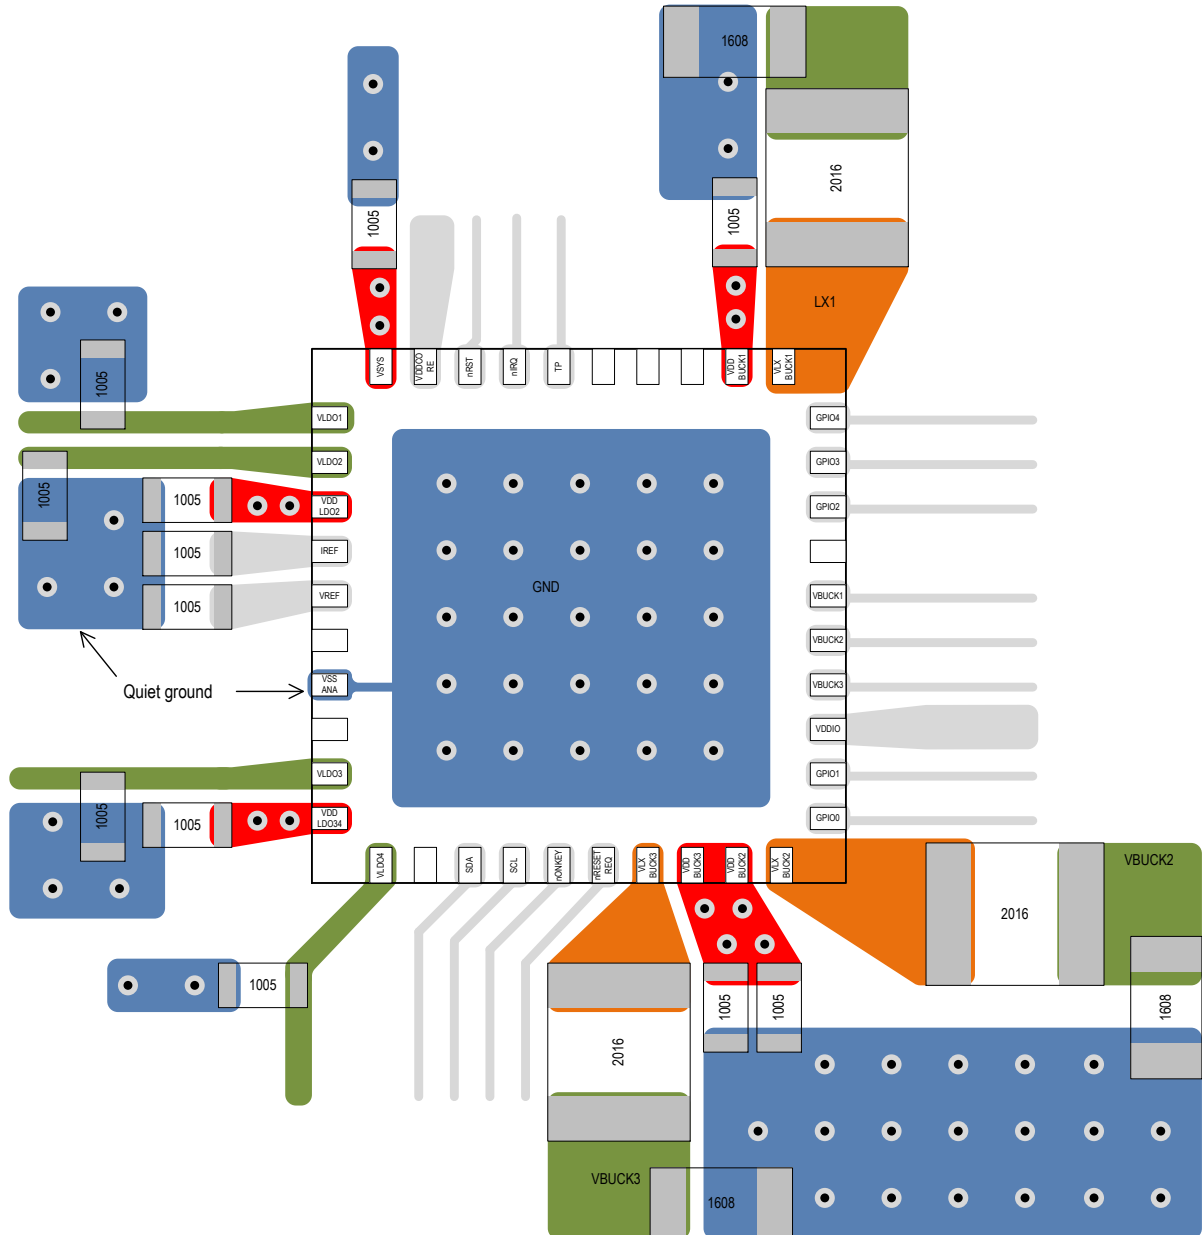 1608
2016
1005
1005
LX1
VSYS
VDDCO
RE
nRST
nIRQ
TP
VDD
BUCK1
VLX
BUCK1
1005
VLDO1
GPIO4
VLDO2
GPIO3
1005
1005
VDD
LDO2
GPIO2
1005
IREF
1005
VREF
VBUCK1
GND
VBUCK2
Quiet ground
VSS
ANA
VBUCK3
VDDIO
VLDO3
GPIO1
1005
1005
VDD
LDO34
GPIO0
VLDO4
SDA
SCL
nONKEY
nRESET
REQ
VLX
BUCK3
VDD
BUCK3
VDD
BUCK2
VLX
BUCK2
VBUCK2
2016
1005
1005
1005
1608
2016
VBUCK3
1608